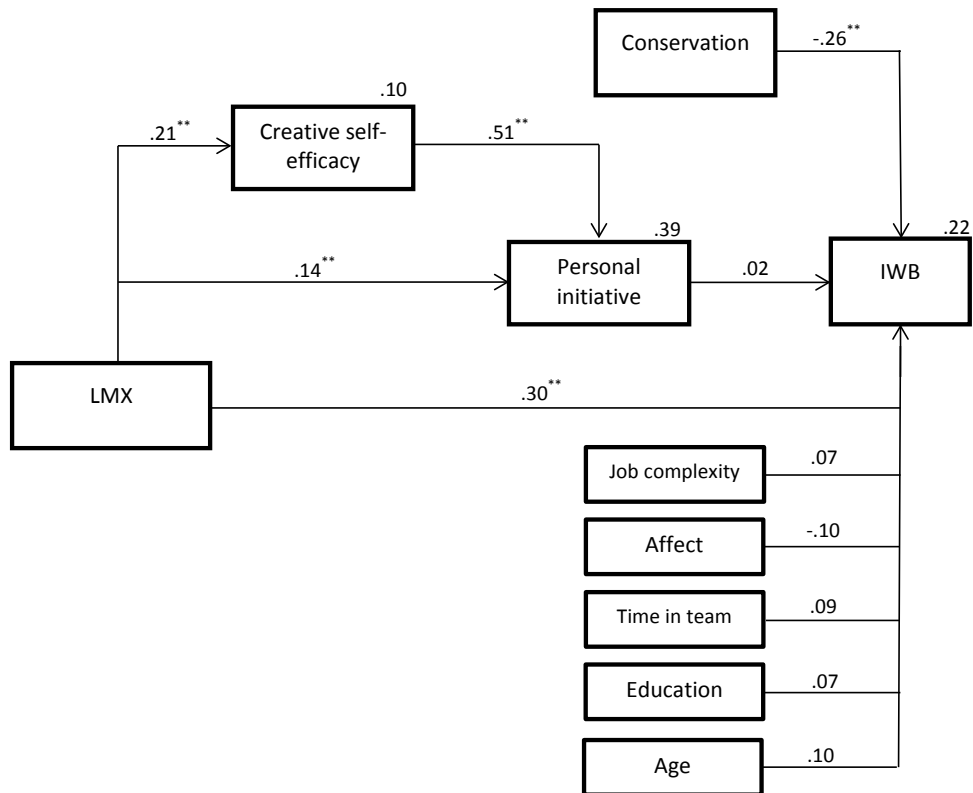 Conservation
-.26**
.10
Creative self-
efficacy
.21**
.51**
.39
.22
Personal
initiative
.14**
.02
IWB
LMX
.30**
Job complexity
.07
Affect
-.10
Time in team
.09
Education
.07
Age
.10